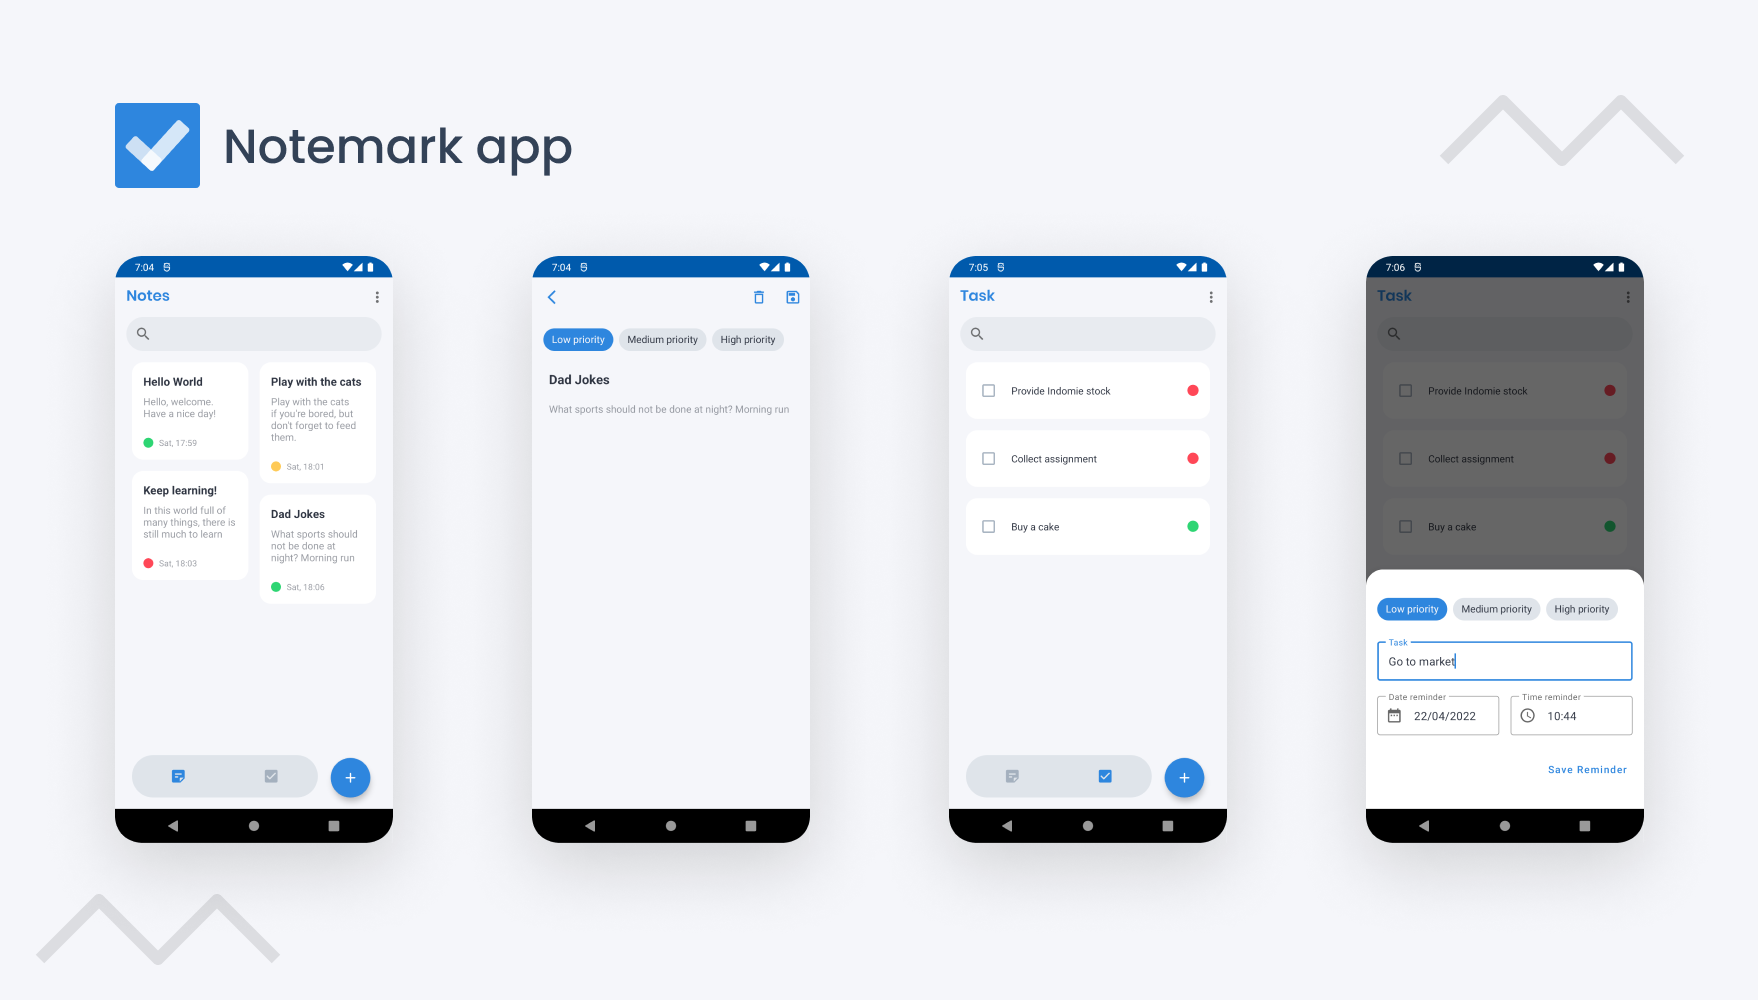 Notemark app
7:04
Notes
Hello World
Hello, welcome.
Have a nice day!
Sat, 17:59
Keep learning!
In this world full of
many things, there is
still much to learn
Sat, 18:03
Play with the cats
Play with the cats
if you're bored, but
don't forget to feed
them.
Sat, 18:01
Dad Jokes
What sports should
not be done at
night? Morning run
Sat, 18:06
7:04
Low priority
Medium priority
High priority
Dad Jokes
What sports should not be done at night? Morning run
7:05
Task
Provide Indomie stock
Collect assignment
Buy a cake
7:06
Task
Provide Indomie stock
Collect assignment
Buy a cake
Low priority
Medium priority
High priority
Task
Go to market
Date reminder
22/04/2022
Time reminder
10:44
Save Reminder